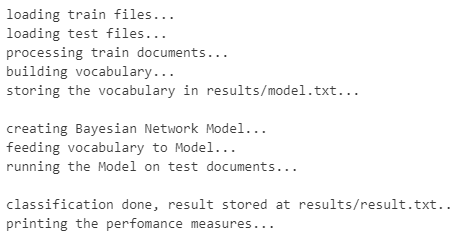 loading train files...
loading test files...
processing train documents...
building vocabulary...
storing the vocabulary in results/model.txt...
creating Bayesian Network Model...
feeding vocabulary to Model...
running the Model on test documents...
classification done, result stored at results/result.txt..
printing the perfomance measures...